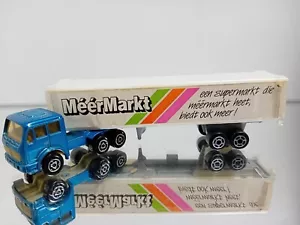 MéérMarkt
een supermarkt die
méérmarkt heet,
biedt ook meer!